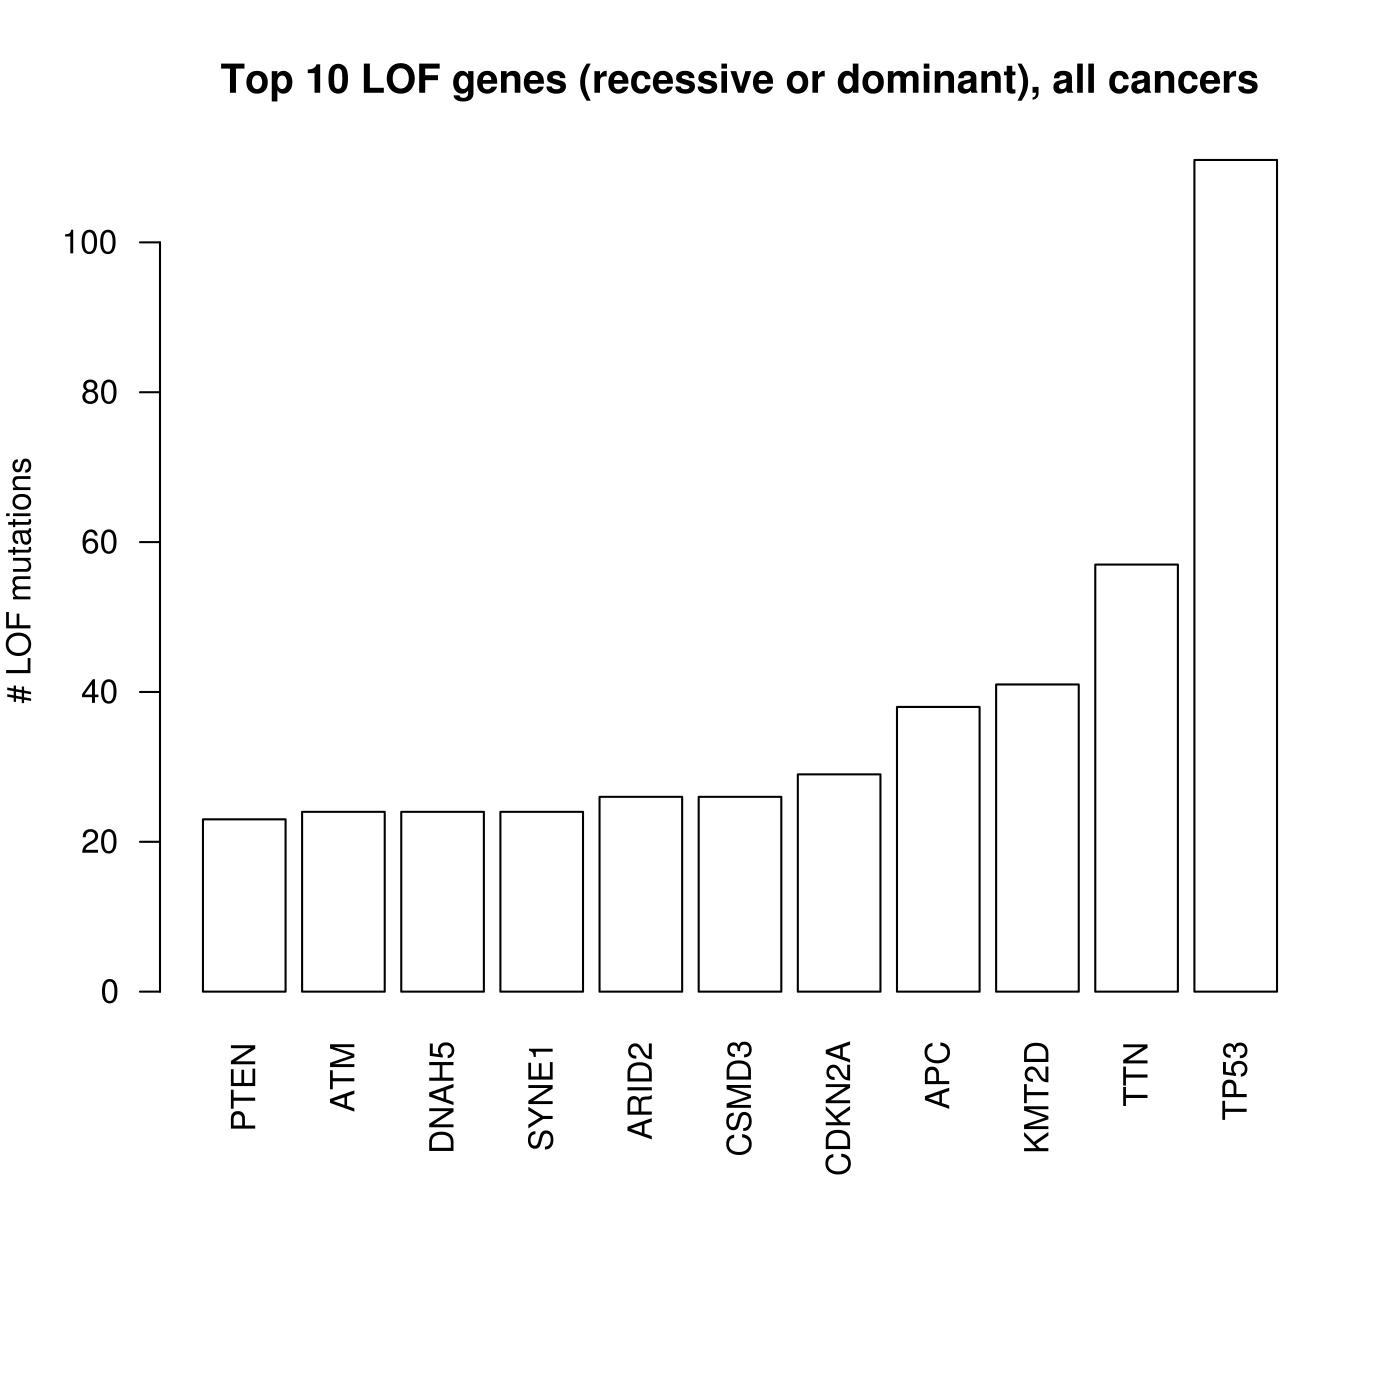 Top 10 LOF genes (recessive or dominant), all cancers
# LOF mutations
100
80
60
40
20
0
PTEN
ATM
DNAH5
SYNE1
ARID2
CSMD3
CDKN2A
APC
KMT2D
TTN
TP53